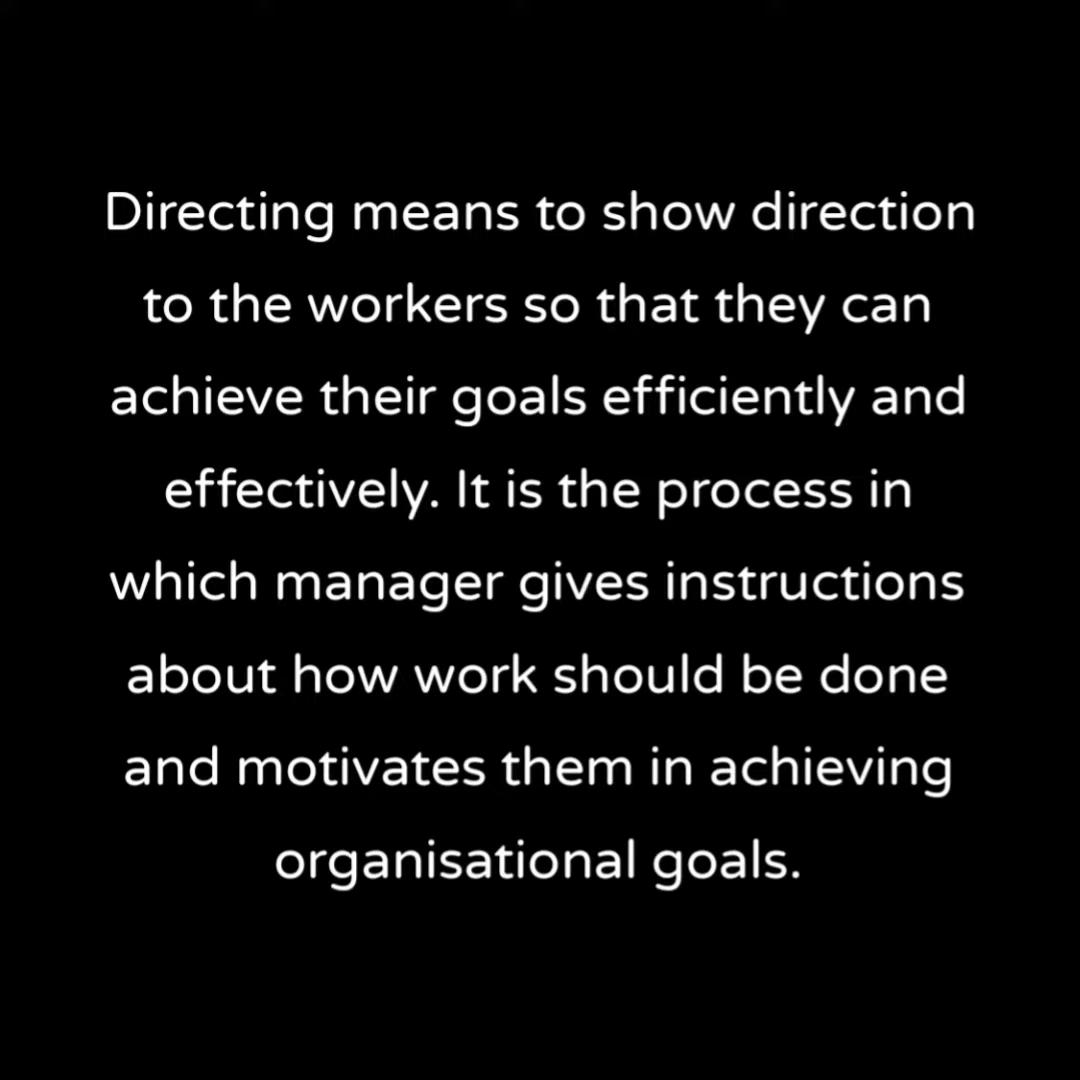 Directing means to show direction
to the workers so that they can
achieve their goals efficiently and
effectively. It is the process in
which manager gives instructions
about how work should be done
and motivates them in achieving
organisational goals.